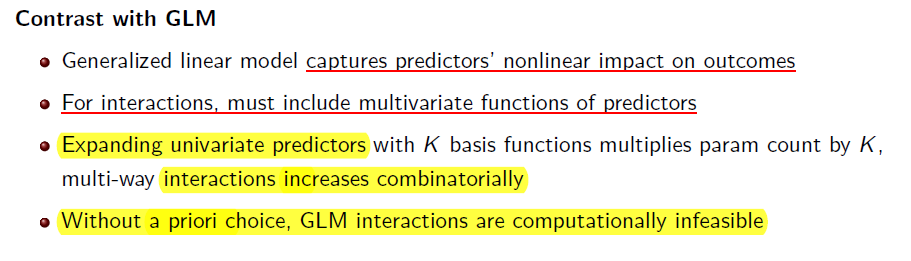 Contrast with GLM
Generalized linear model captures predictors' nonlinear impact on outcomes
For interactions, must include multivariate functions of predictors
Expanding univariate predictors with K basis functions multiplies param count by K,
multi-way interactions increases combinatorially
Without a priori choice, GLM interactions are computationally infeasible